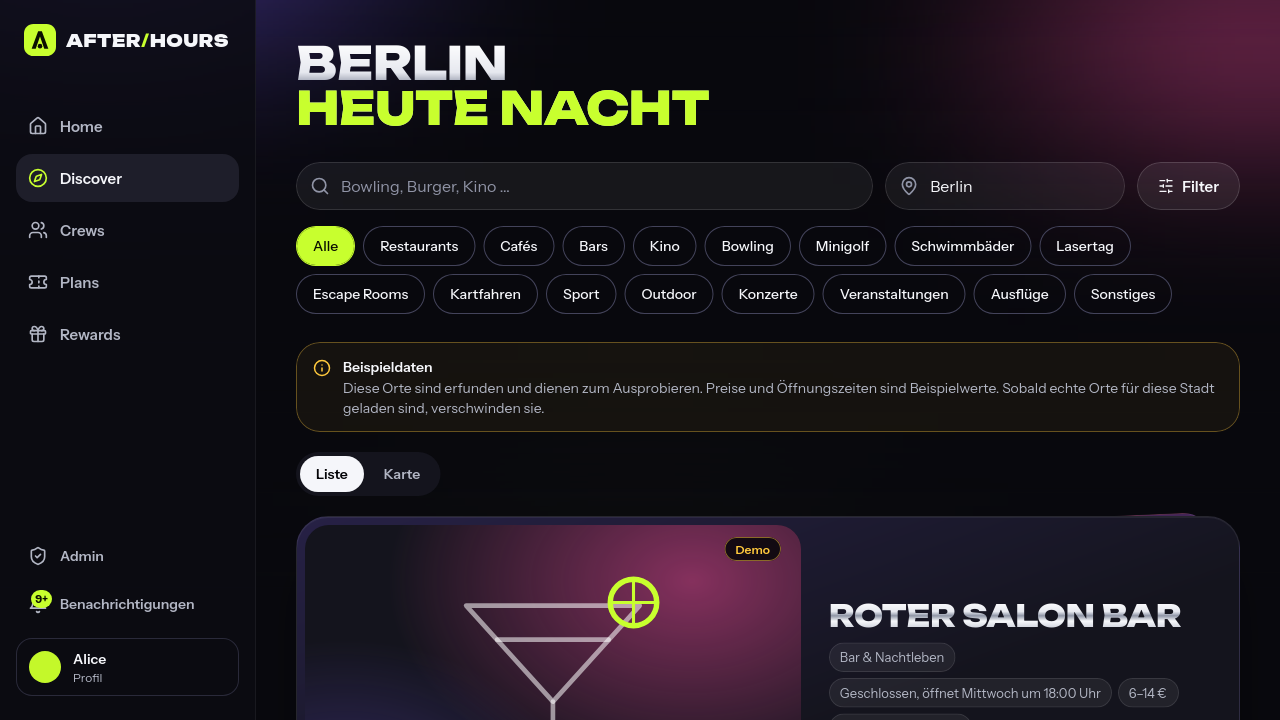 AFTER/HOURS
Home
Discover
Crews
Plans
Rewards
Admin
9+
Benachrichtigungen
Alice
Profil
BERLIN
HEUTE NACHT
Bowling, Burger, Kino ...
Berlin
Filter
Alle
Restaurants
Cafés
Bars
Kino
Bowling
Minigolf
Schwimmbäder
Lasertag
Escape Rooms
Kartfahren
Sport
Outdoor
Konzerte
Veranstaltungen
Ausflüge
Sonstiges
Beispieldaten
Diese Orte sind erfunden und dienen zum Ausprobieren. Preise und Öffnungszeiten sind Beispielwerte. Sobald echte Orte für diese Stadt
geladen sind, verschwinden sie.
Liste
Karte
Demo
ROTER SALON BAR
Bar & Nachtleben
Geschlossen, öffnet Mittwoch um 18:00 Uhr
6–14 €